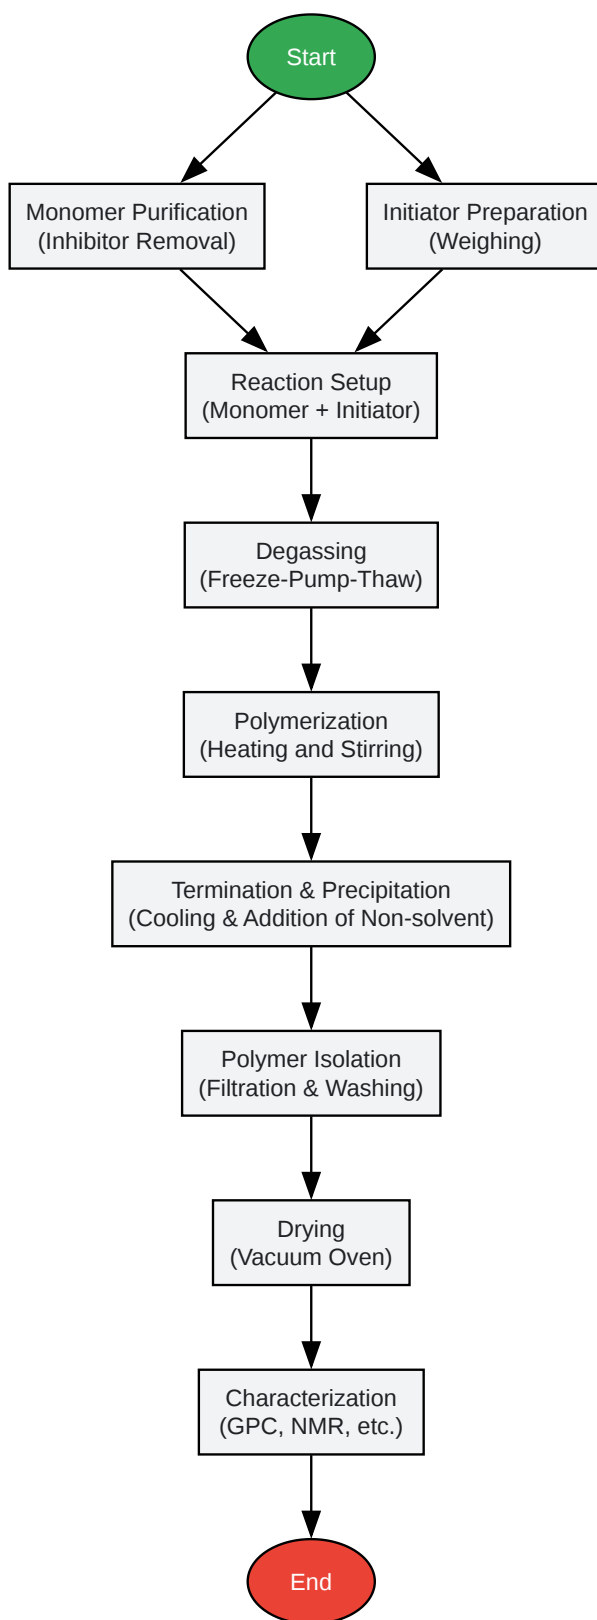 Start
Monomer Purification
(Inhibitor Removal)
Initiator Preparation
(Weighing)
Reaction Setup
(Monomer + Initiator)
Degassing
(Freeze-Pump-Thaw)
Polymerization
(Heating and Stirring)
Termination & Precipitation
(Cooling & Addition of Non-solvent)
Polymer Isolation
(Filtration & Washing)
Drying
(Vacuum Oven)
Characterization
(GPC, NMR, etc.)
End